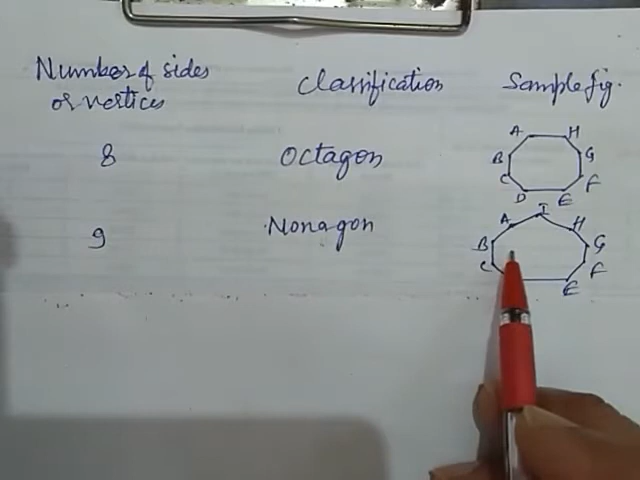 Number of sides
or vertices
Classification
Sample fig.
8
Octagon
A H
B G
C F
D E
9
Nonagon
I
A H
B G
C F
E